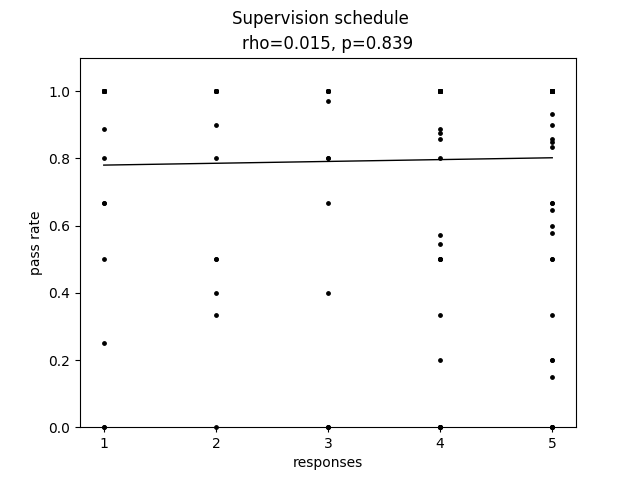 Supervision schedule
rho=0.015, p=0.839
1.0
0.8
0.6
0.4
0.2
0.0
pass rate
1 2 3 4 5
responses